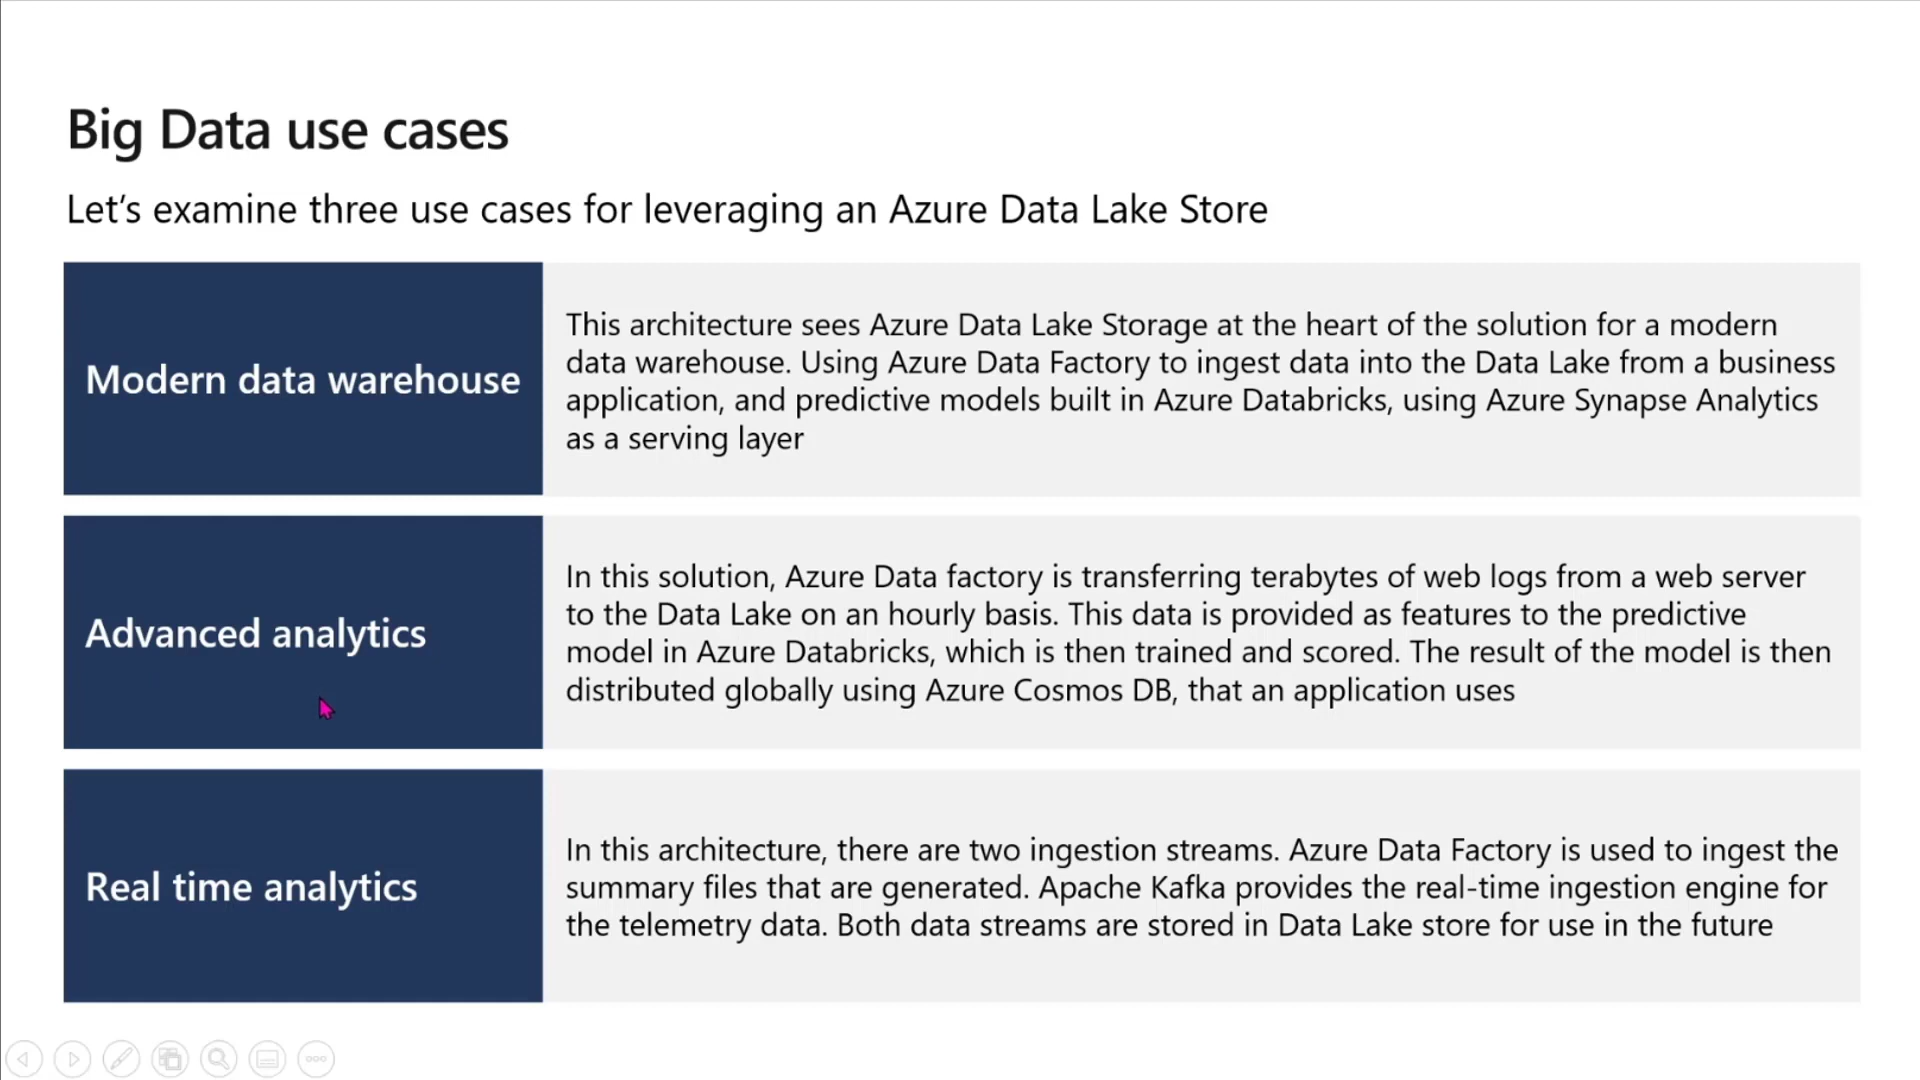 Big Data use cases
Let’s examine three use cases for leveraging an Azure Data Lake Store
Modern data warehouse
This architecture sees Azure Data Lake Storage at the heart of the solution for a modern
data warehouse. Using Azure Data Factory to ingest data into the Data Lake from a business
application, and predictive models built in Azure Databricks, using Azure Synapse Analytics
as a serving layer
Advanced analytics
In this solution, Azure Data factory is transferring terabytes of web logs from a web server
to the Data Lake on an hourly basis. This data is provided as features to the predictive
model in Azure Databricks, which is then trained and scored. The result of the model is then
distributed globally using Azure Cosmos DB, that an application uses
Real time analytics
In this architecture, there are two ingestion streams. Azure Data Factory is used to ingest the
summary files that are generated. Apache Kafka provides the real-time ingestion engine for
the telemetry data. Both data streams are stored in Data Lake store for use in the future